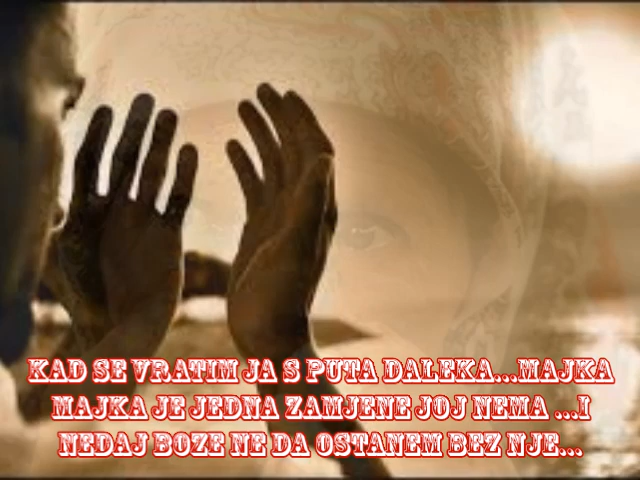 KAD SE VRATIM JA S PUTA DALEKA...MAJKA
MAJKA JE JEDNA ZAMJENE JOJ NEMA ...I
NEDAJ BOZE NE DA OSTANEM BEZ NJE...